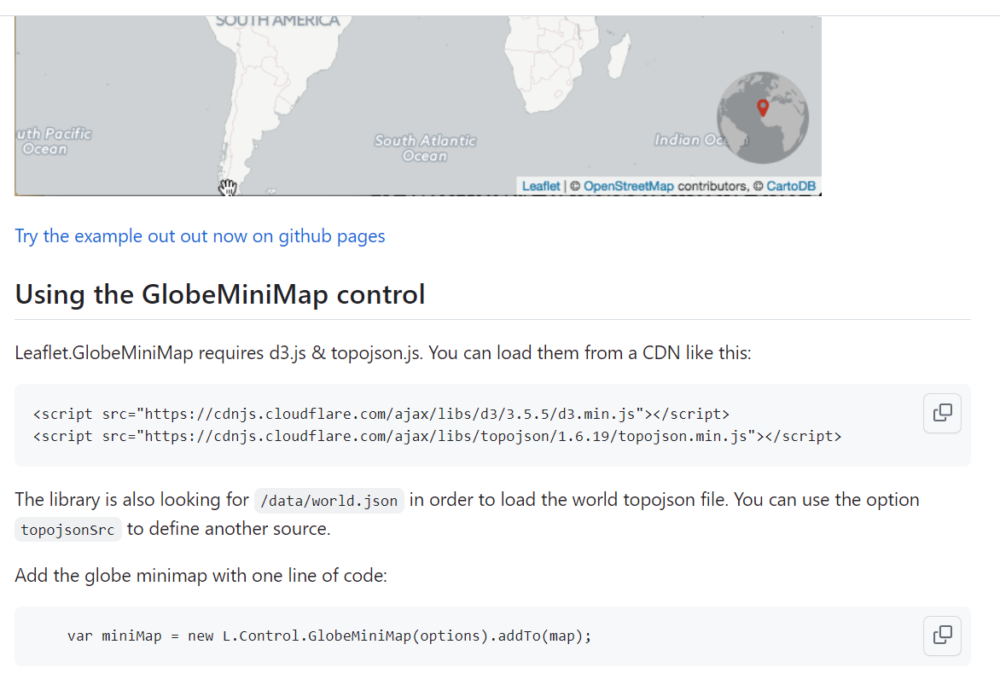 SOUTH AMERICA
uth Pacific
Ocean
South Atlantic
Ocean
Indian Oc
Leaflet | © OpenStreetMap contributors, © CartoDB
Try the example out out now on github pages
Using the GlobeMiniMap control
Leaflet.GlobeMiniMap requires d3.js & topojson.js. You can load them from a CDN like this:
<script src="https://cdnjs.cloudflare.com/ajax/libs/d3/3.5.5/d3.min.js"></script>
<script src="https://cdnjs.cloudflare.com/ajax/libs/topojson/1.6.19/topojson.min.js"></script>
The library is also looking for /data/world.json in order to load the world topojson file. You can use the option
topojsonSrc to define another source.
Add the globe minimap with one line of code:
var miniMap = new L.Control.GlobeMiniMap(options).addTo(map);